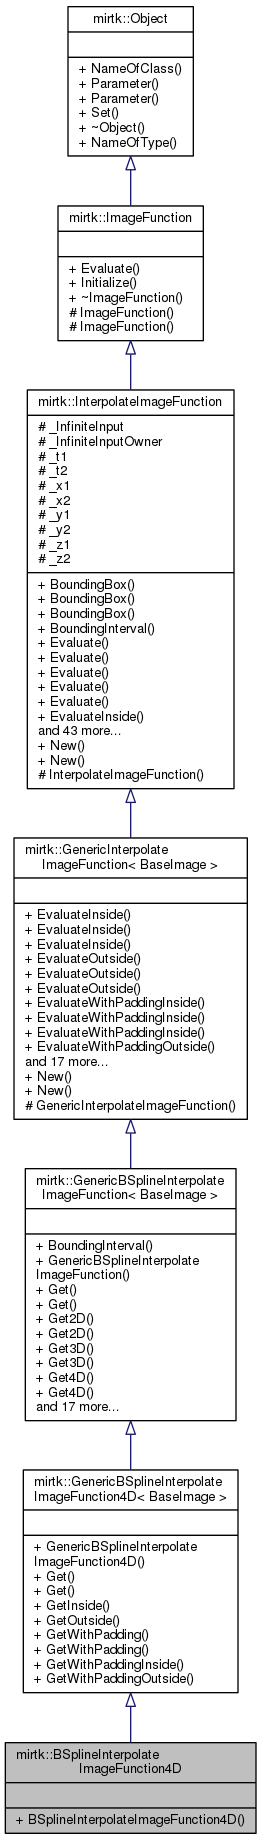 mirtk::Object
+ NameOfClass()
+ Parameter()
+ Parameter()
+ Set()
+ ~Object()
+ NameOfType()
mirtk::ImageFunction
+ Evaluate()
+ Initialize()
+ ~ImageFunction()
# ImageFunction()
# ImageFunction()
mirtk::InterpolateImageFunction
# _InfiniteInput
# _InfiniteInputOwner
# _t1
# _t2
# _x1
# _x2
# _y1
# _y2
# _z1
# _z2
+ BoundingBox()
+ BoundingBox()
+ BoundingBox()
+ BoundingInterval()
+ Evaluate()
+ Evaluate()
+ Evaluate()
+ Evaluate()
+ Evaluate()
+ EvaluateInside()
and 43 more...
+ New()
+ New()
# InterpolateImageFunction()
mirtk::GenericInterpolate
ImageFunction< BaseImage >
+ EvaluateInside()
+ EvaluateInside()
+ EvaluateInside()
+ EvaluateOutside()
+ EvaluateOutside()
+ EvaluateOutside()
+ EvaluateWithPaddingInside()
+ EvaluateWithPaddingInside()
+ EvaluateWithPaddingInside()
+ EvaluateWithPaddingOutside()
and 17 more...
+ New()
+ New()
# GenericInterpolateImageFunction()
mirtk::GenericBSplineInterpolate
ImageFunction< BaseImage >
+ BoundingInterval()
+ GenericBSplineInterpolate
ImageFunction()
+ Get()
+ Get()
+ Get2D()
+ Get2D()
+ Get3D()
+ Get3D()
+ Get4D()
+ Get4D()
and 17 more...
mirtk::GenericBSplineInterpolate
ImageFunction4D< BaseImage >
+ GenericBSplineInterpolate
ImageFunction4D()
+ Get()
+ Get()
+ GetInside()
+ GetOutside()
+ GetWithPadding()
+ GetWithPadding()
+ GetWithPaddingInside()
+ GetWithPaddingOutside()
mirtk::BSplineInterpolate
ImageFunction4D
+ BSplineInterpolateImageFunction4D()